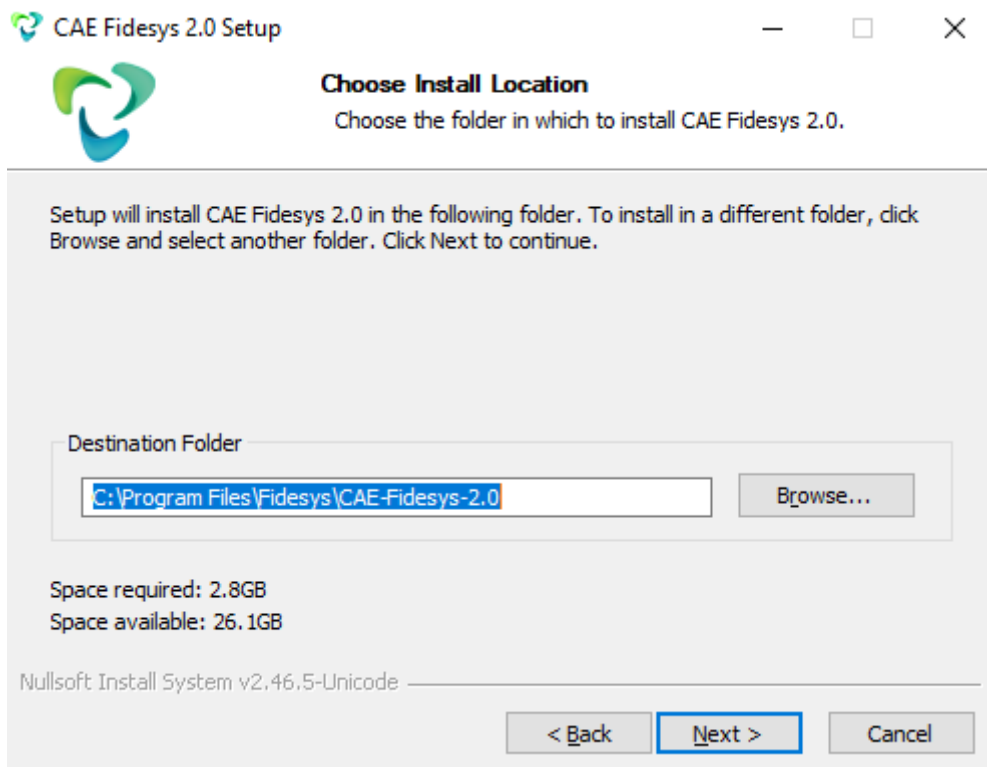 CAE Fidesys 2.0 Setup
Choose Install Location
Choose the folder in which to install CAE Fidesys 2.0.
Setup will install CAE Fidesys 2.0 in the following folder. To install in a different folder, click
Browse and select another folder. Click Next to continue.
Destination Folder
C:\Program Files\Fidesys\CAE-Fidesys-2.0
Browse...
Space required: 2.8GB
Space available: 26.1GB
Nullsoft Install System v2.46.5-Unicode
< Back
Next >
Cancel